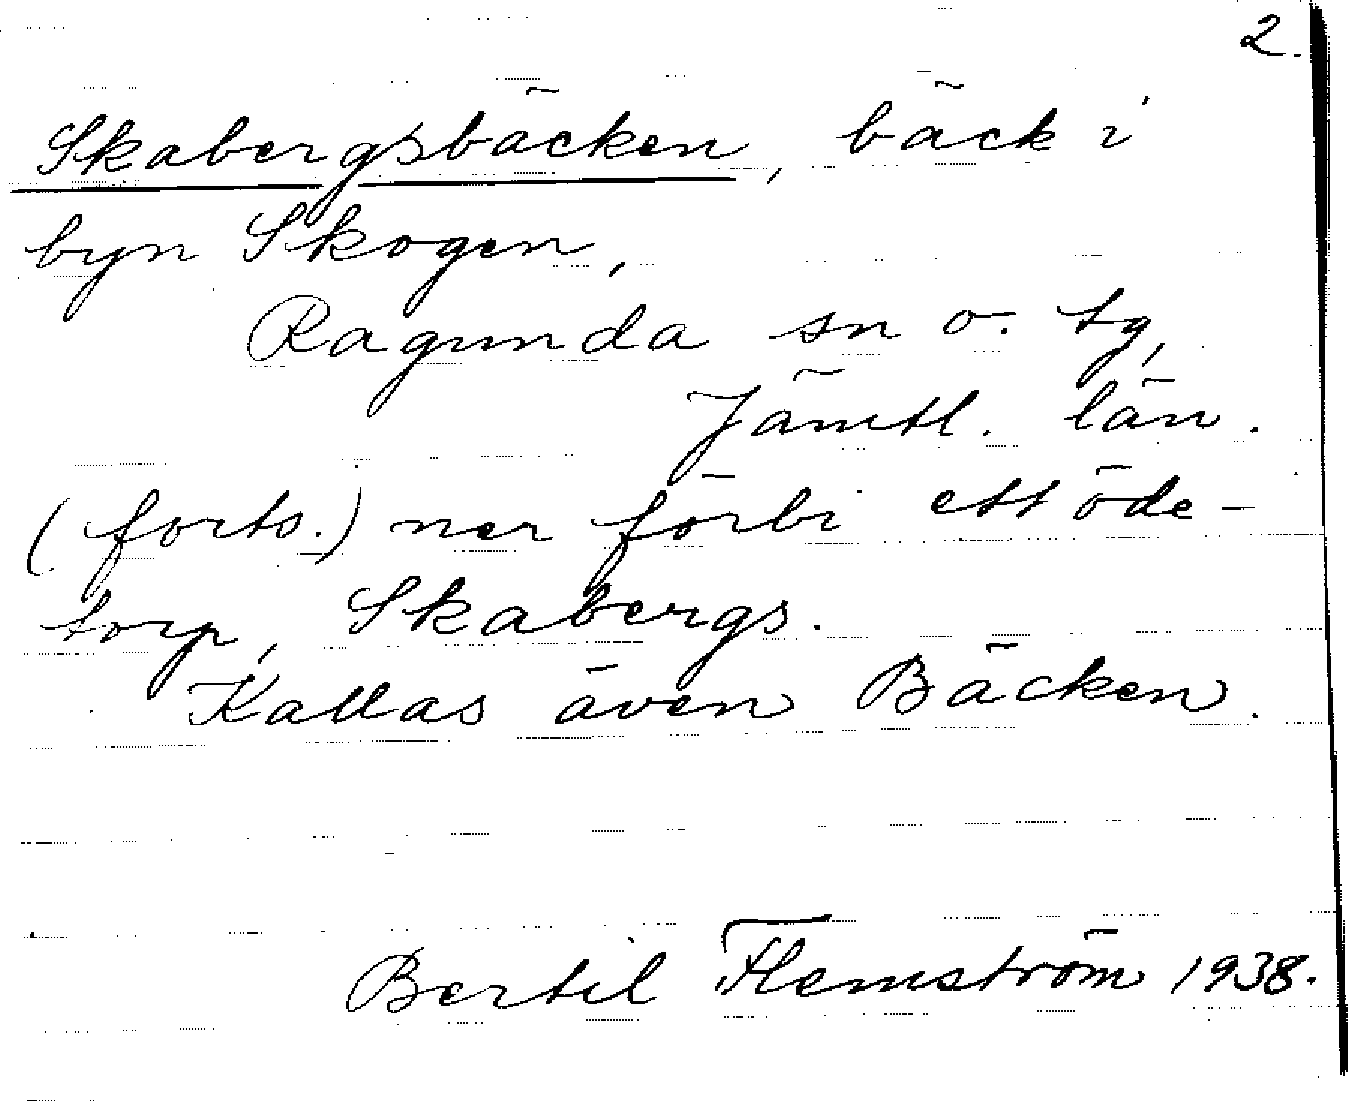 2.
Skabergsbäcken, bäck i
byn Skogen,
Ragunda sn o. tg,
Jämtl. län.
(forts.) ner förbi ett öde-
torp, Skabergs.
Kallas även Bäcken.
Bertil Flemström 1938.